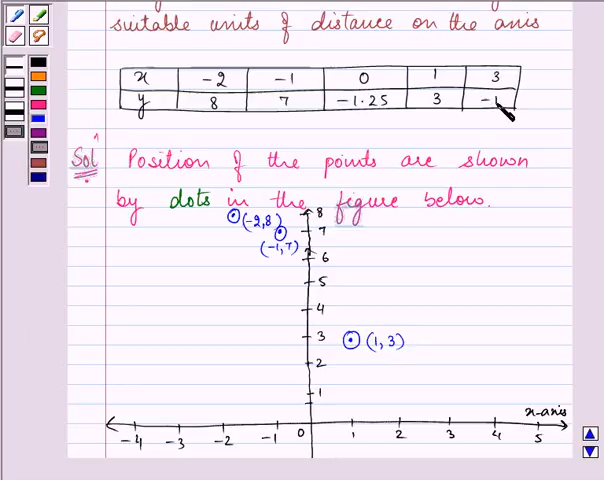 suitable units of distance on the axis
x -2 -1 0 1 3
y 8 7 -1.25 3 -1
Solⁿ Position of the points are shown
by dots in the figure below.
8
(-2,8)
7
(-1,7)
6
5
4
3 (1,3)
2
1
x-axis
-4 -3 -2 -1 0 1 2 3 4 5